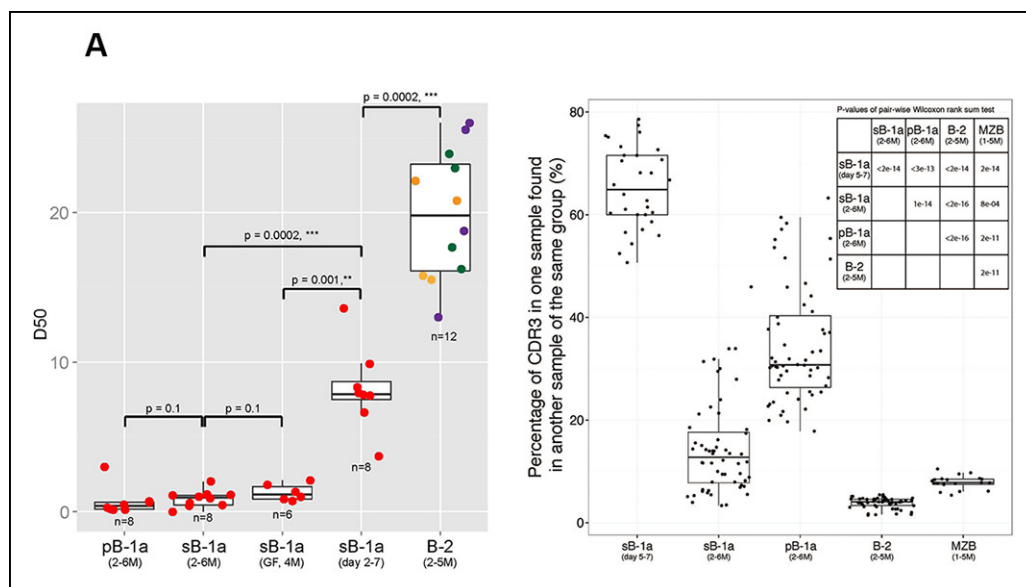 A
p = 0.0002, ***
20
p = 0.0002, ***
p = 0.001,**
n=12
D50
10
p = 0.1
p = 0.1
n=8
0
n=8
n=8
n=6
pB-1a
(2-6M)
sB-1a
(2-6M)
sB-1a
(GF, 4M)
sB-1a
(day 2-7)
B-2
(2-5M)
Percentage of CDR3 in one sample found
in another sample of the same group (%)
80
60
40
20
0
P-values of pair-wise Wilcoxon rank sum test
sB-1a
(2-6M)
pB-1a
(2-6M)
B-2
(2-5M)
MZB
(1-5M)
sB-1a
(day 5-7)
<2e-14
<3e-13
<2e-14
2e-14
sB-1a
(2-6M)
1e-14
<2e-16
8e-04
pB-1a
(2-6M)
<2e-16
2e-11
B-2
(2-5M)
2e-11
sB-1a
(day 5-7)
sB-1a
(2-6M)
pB-1a
(2-6M)
B-2
(2-5M)
MZB
(1-5M)